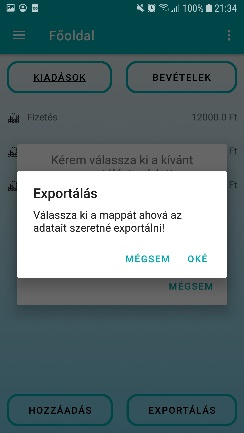 100% 21:34
Főoldal
KIADÁSOK
BEVÉTELEK
Fizetés
12000.0 Ft
Ft
Kérem válassza ki a kívánt
Ft
Exportálás
Válassza ki a mappát ahová az
adatait szeretné exportálni!
MÉGSEM
OKÉ
MÉGSEM
HOZZÁADÁS
EXPORTÁLÁS